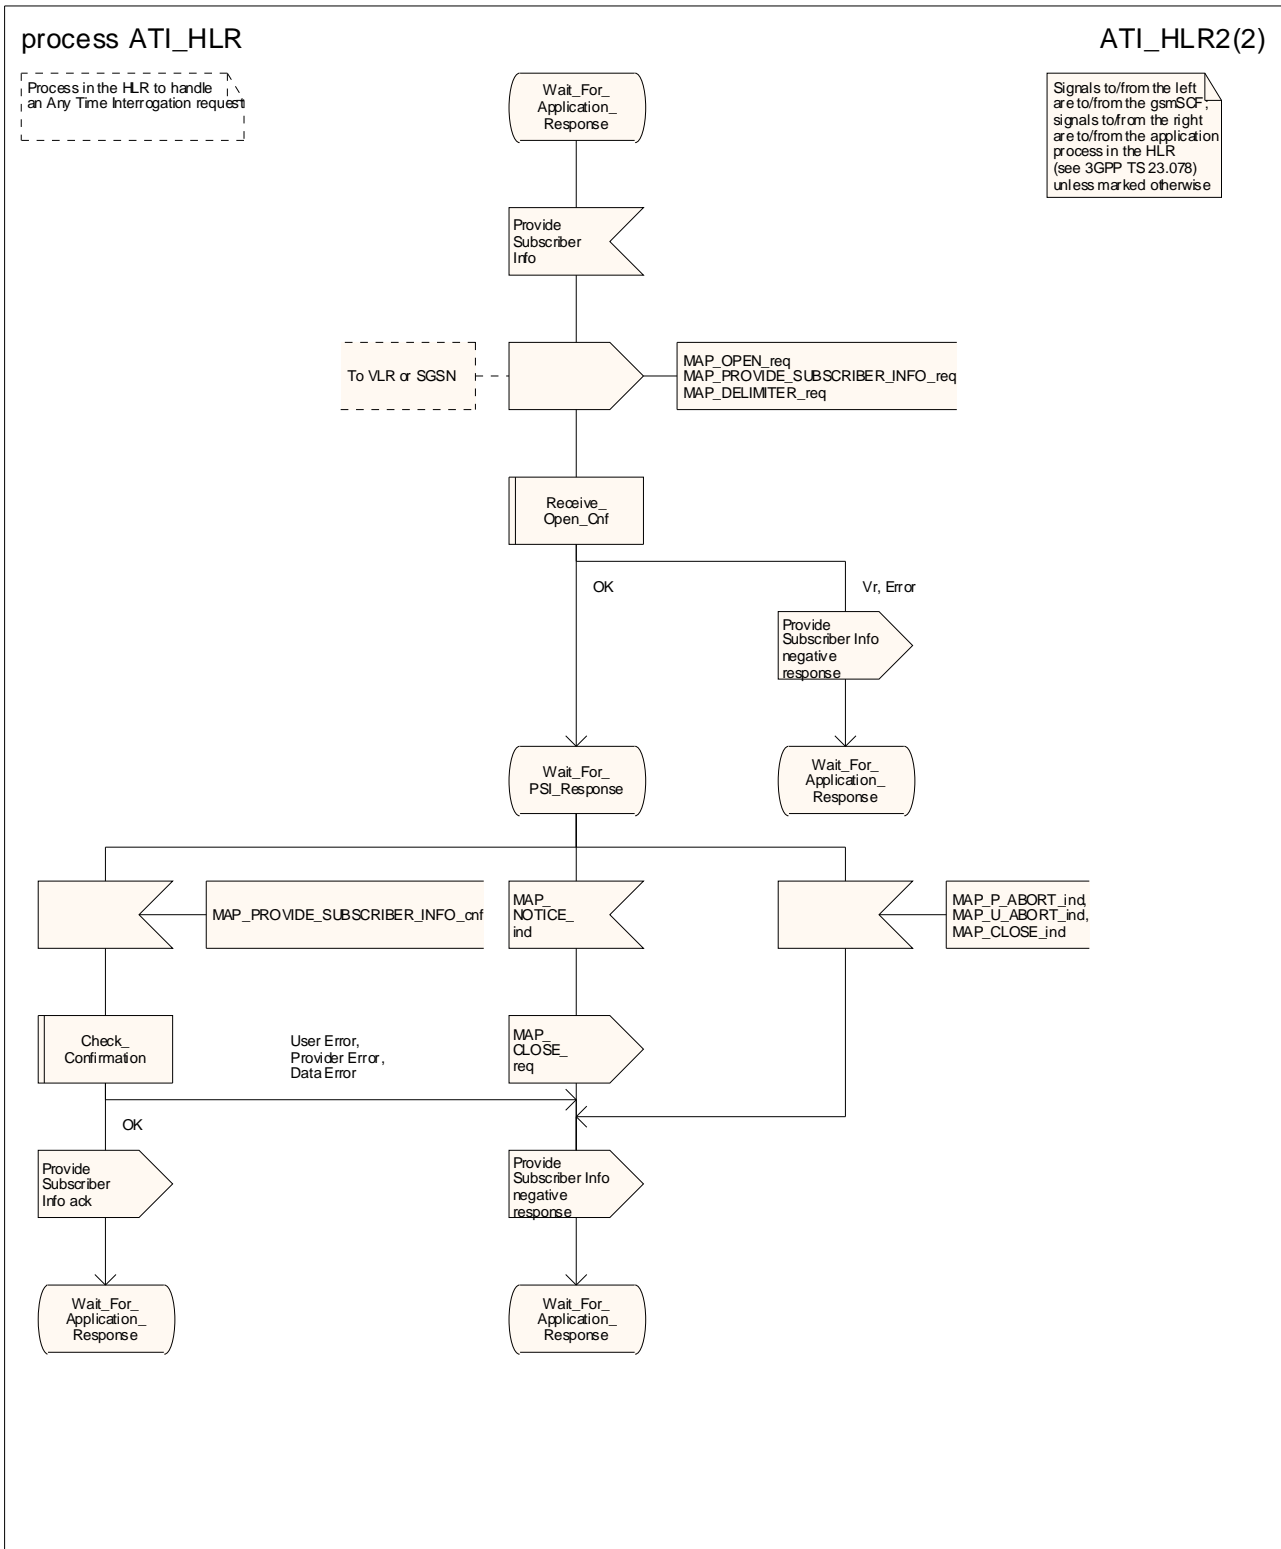 process ATI_HLR
ATI_HLR2(2)
Process in the HLR to handle
an Any Time Interrogation request
Wait_For_
Application_
Response
Signals to/from the left
are to/from the gsmSCF;
signals to/from the right
are to/from the application
process in the HLR
(see 3GPP TS 23.078)
unless marked otherwise
Provide
Subscriber
Info
To VLR or SGSN
MAP_OPEN_req
MAP_PROVIDE_SUBSCRIBER_INFO_req
MAP_DELIMITER_req
Receive_
Open_Cnf
OK
Vr, Error
Provide
Subscriber Info
negative
response
Wait_For_
PSI_Response
Wait_For_
Application_
Response
MAP_PROVIDE_SUBSCRIBER_INFO_cnf
MAP_
NOTICE_
ind
MAP_P_ABORT_ind,
MAP_U_ABORT_ind,
MAP_CLOSE_ind
Check_
Confirmation
User Error,
Provider Error,
Data Error
MAP_
CLOSE_
req
OK
Provide
Subscriber
Info ack
Provide
Subscriber Info
negative
response
Wait_For_
Application_
Response
Wait_For_
Application_
Response